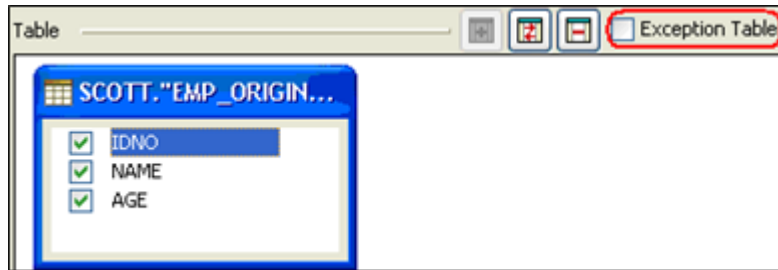 Table
Exception Table
SCOTT."EMP_ORIGIN...
IDNO
NAME
AGE